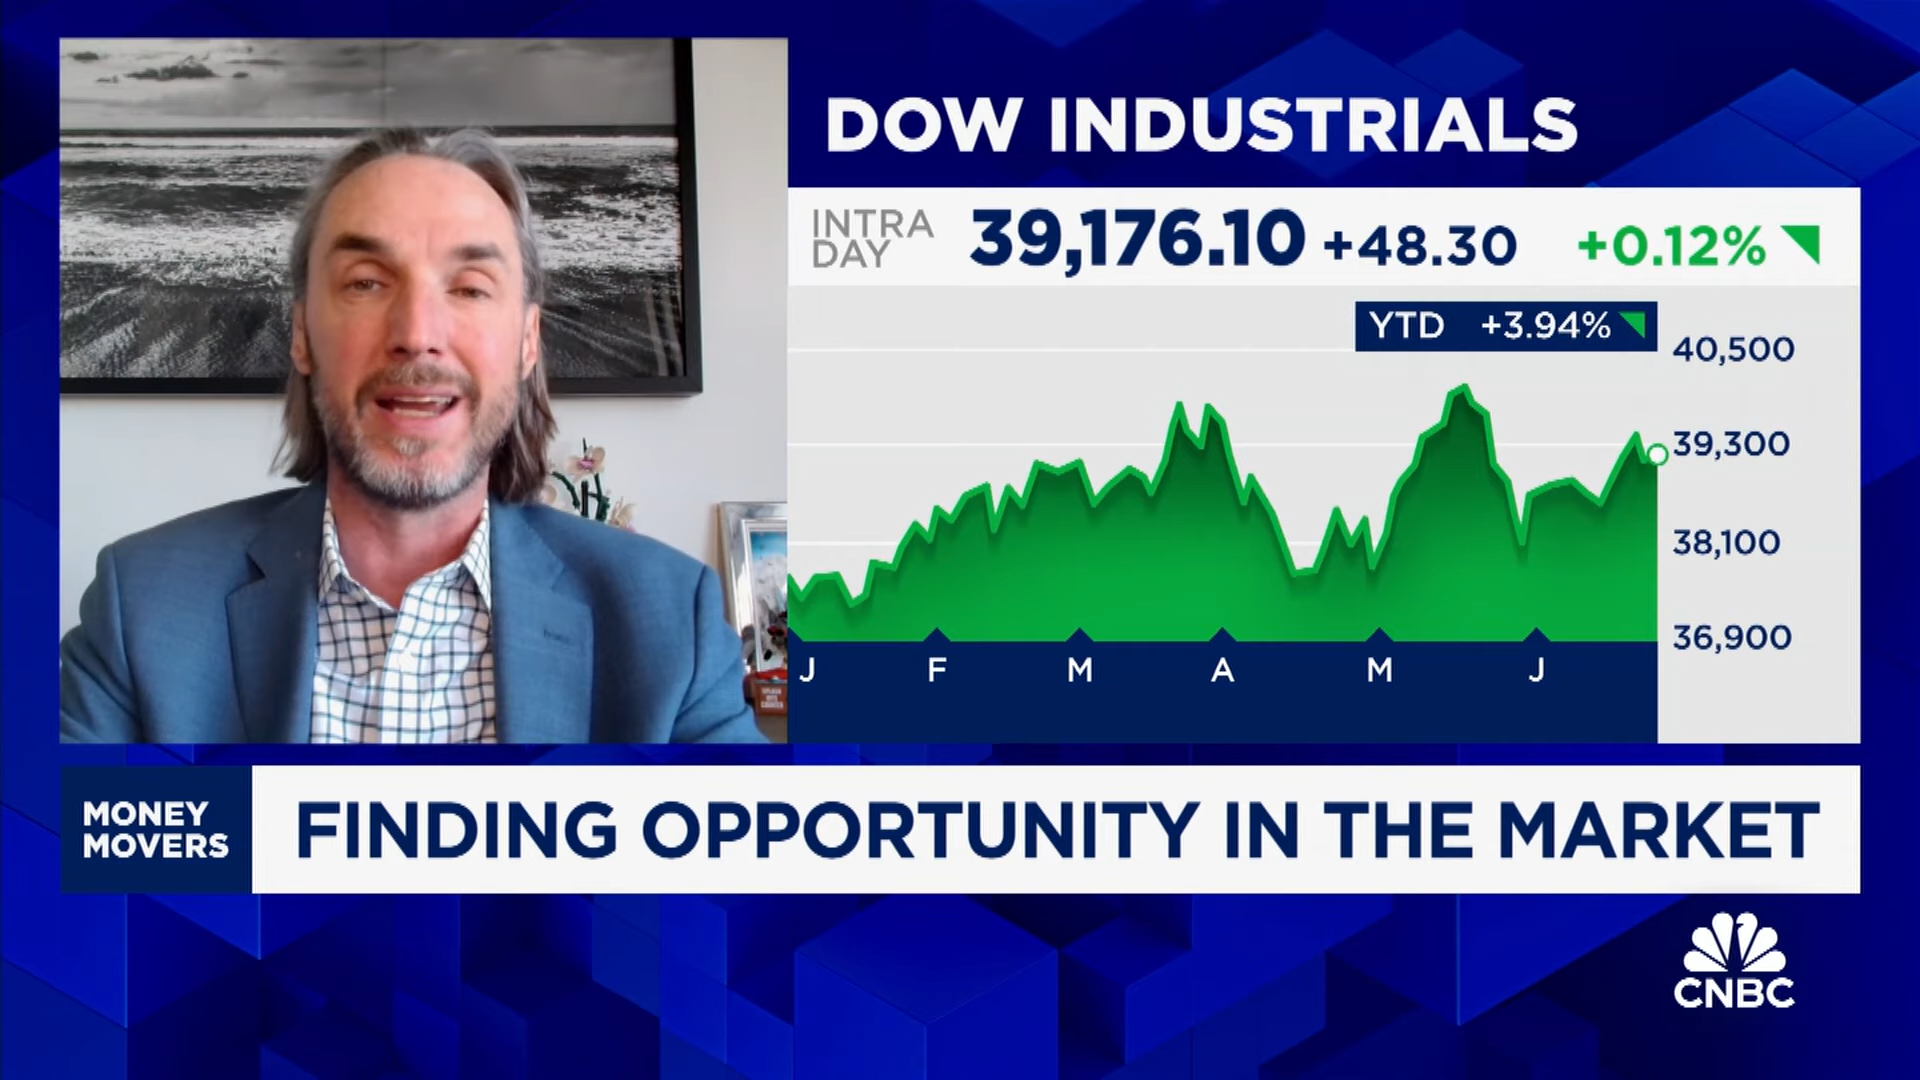 DOW INDUSTRIALS
INTRA
DAY
39,176.10 +48.30 +0.12%
YTD +3.94%
40,500
39,300
38,100
36,900
J F M A M J
MONEY
MOVERS
FINDING OPPORTUNITY IN THE MARKET
CNBC